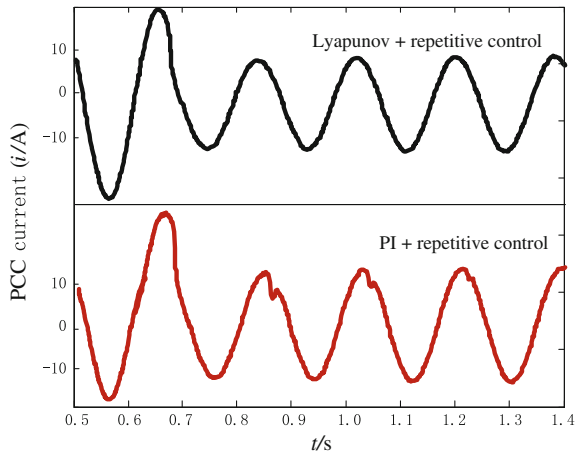 Lyapunov + repetitive control
10
0
-10
PCC current (i/A)
PI + repetitive control
10
0
-10
0.5 0.6 0.7 0.8 0.9 1.0 1.1 1.2 1.3 1.4
t/s